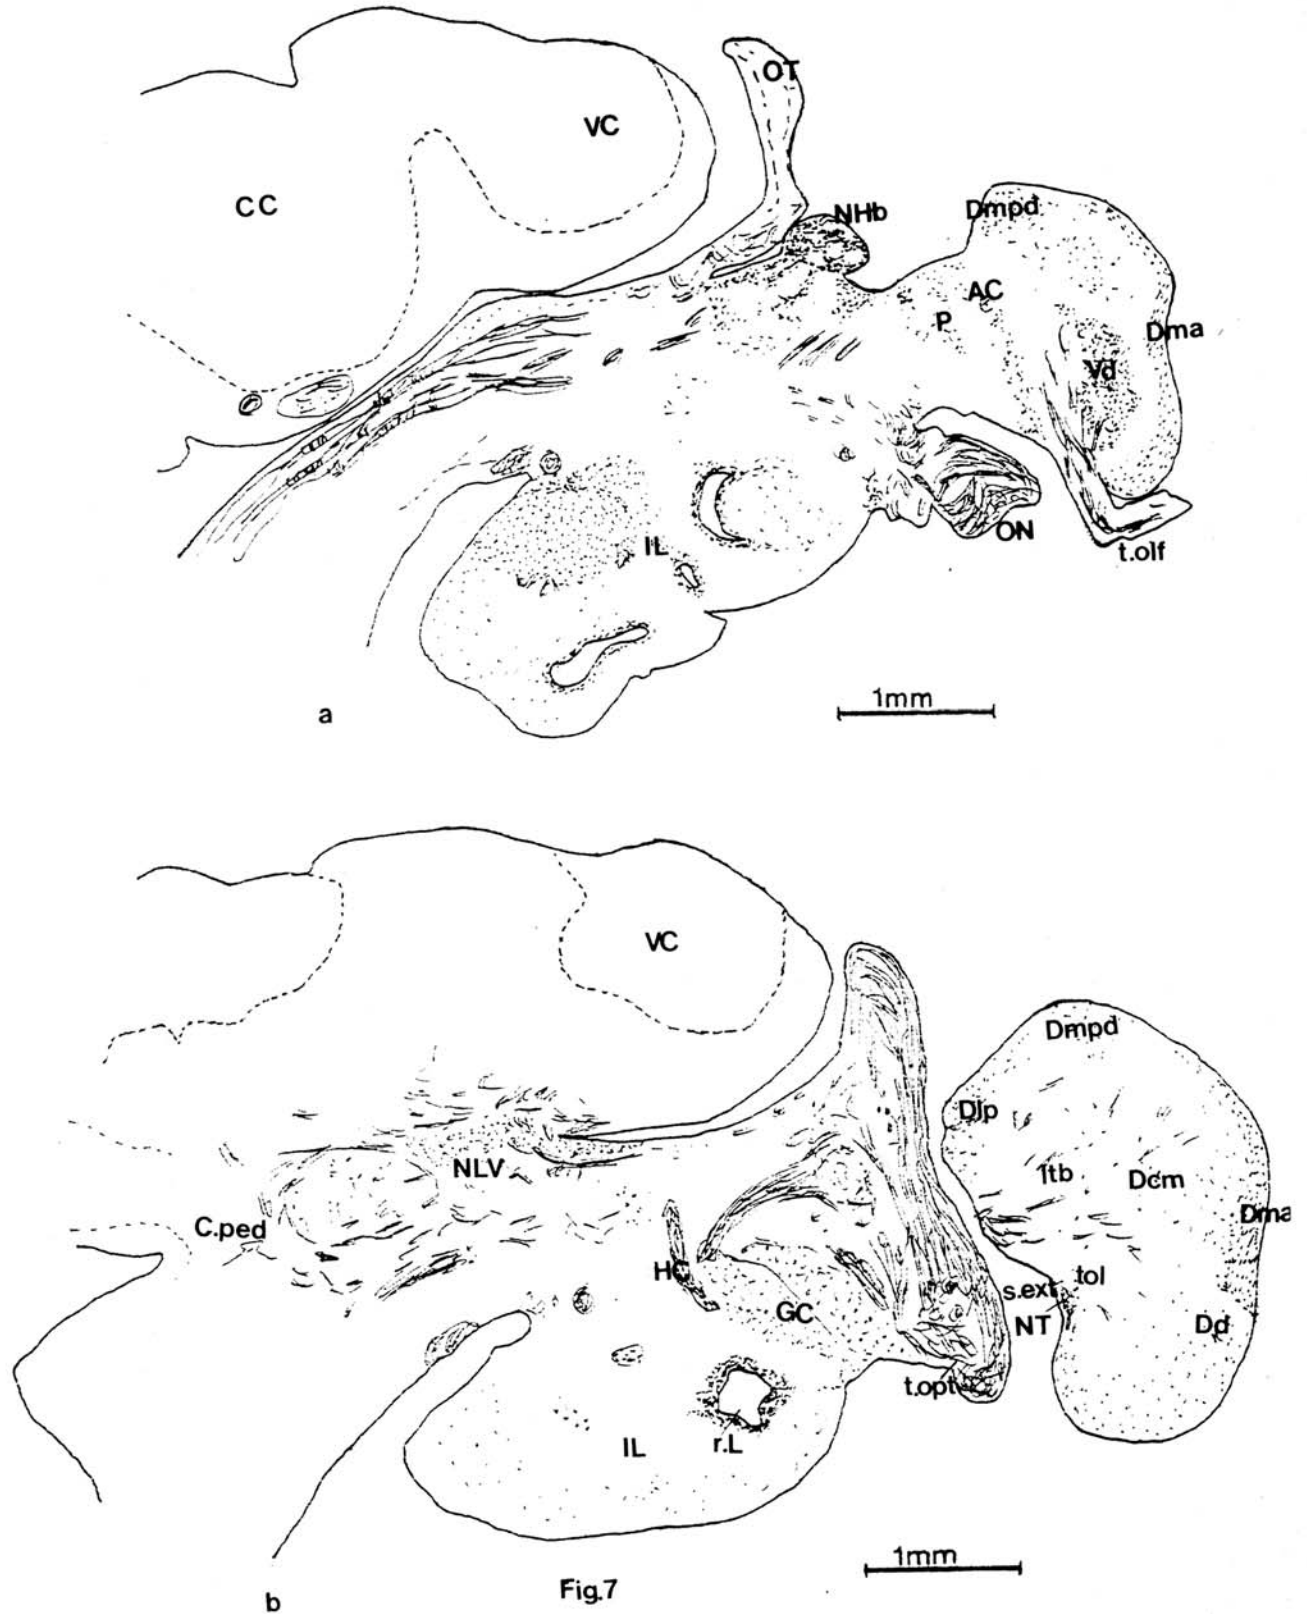 OT
VC
CC
NHb
Dmpd
AC
P
Dma
Vd
ON
IL
t.olf
1mm
a
VC
Dmpd
Dlp
NLV
ltb
Dcm
C.ped
Dma
HC
tol
s.ext
GC
NT
Dd
t.opt
IL
r.L
1mm
Fig.7
b